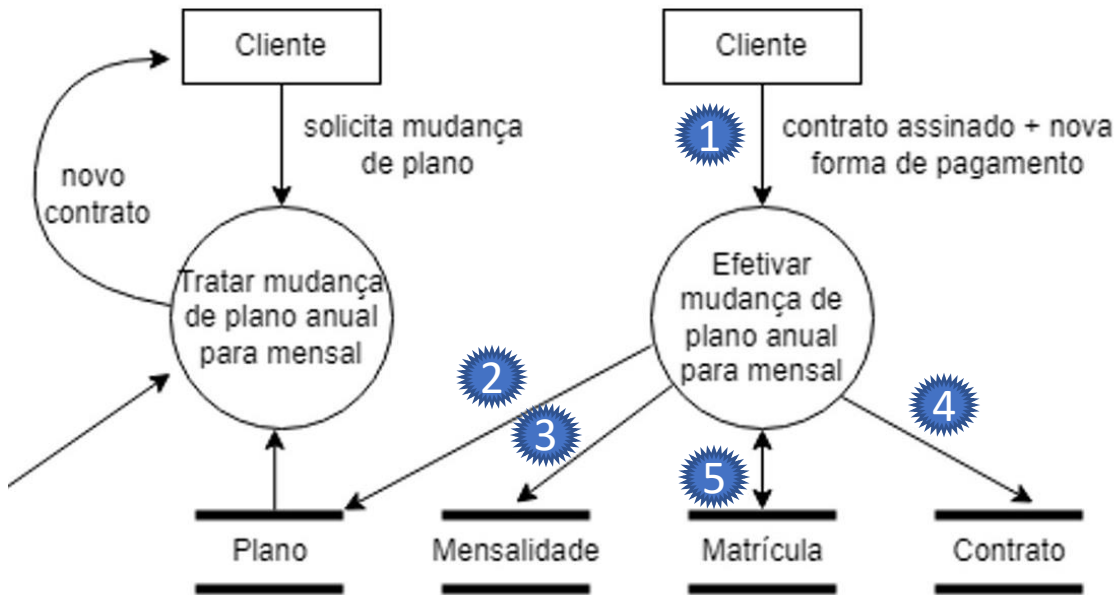 Cliente
solicita mudança
de plano
novo
contrato
Tratar mudança
de plano anual
para mensal
Cliente
1
contrato assinado + nova
forma de pagamento
Efetivar
mudança de
plano anual
para mensal
2
3
4
5
Plano
Mensalidade
Matrícula
Contrato